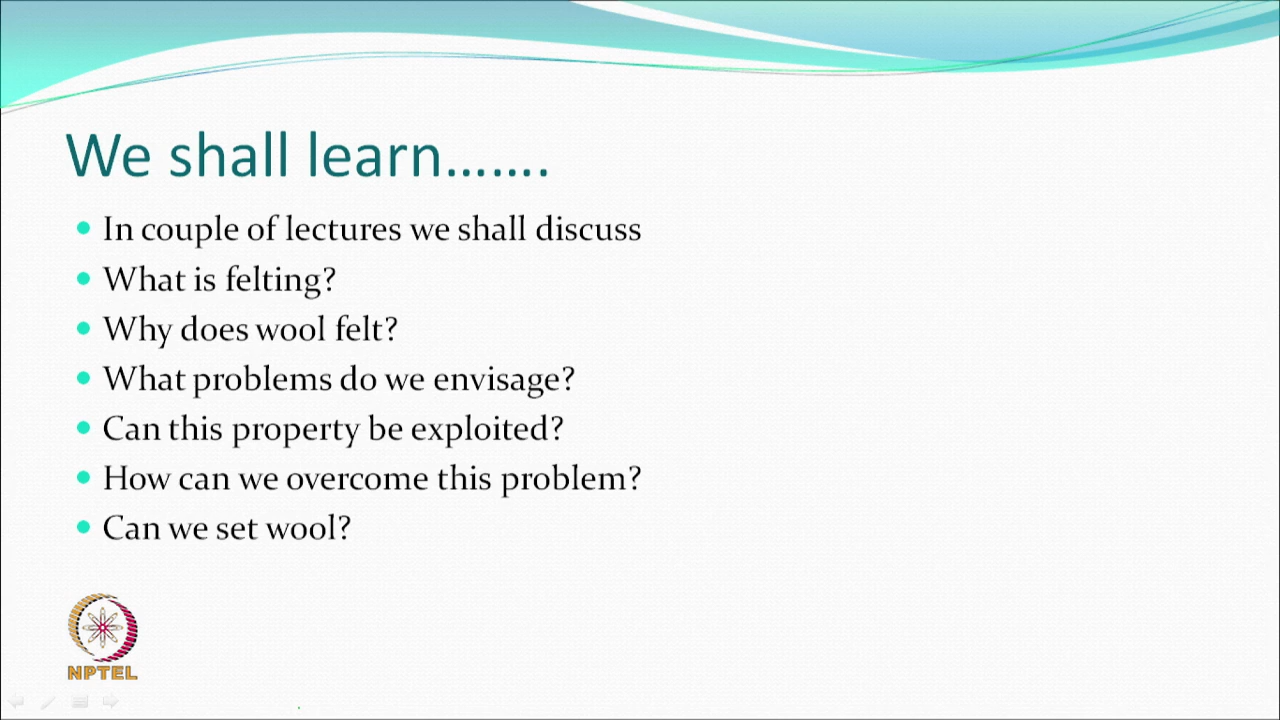 We shall learn…….
In couple of lectures we shall discuss
What is felting?
Why does wool felt?
What problems do we envisage?
Can this property be exploited?
How can we overcome this problem?
Can we set wool?
NPTEL